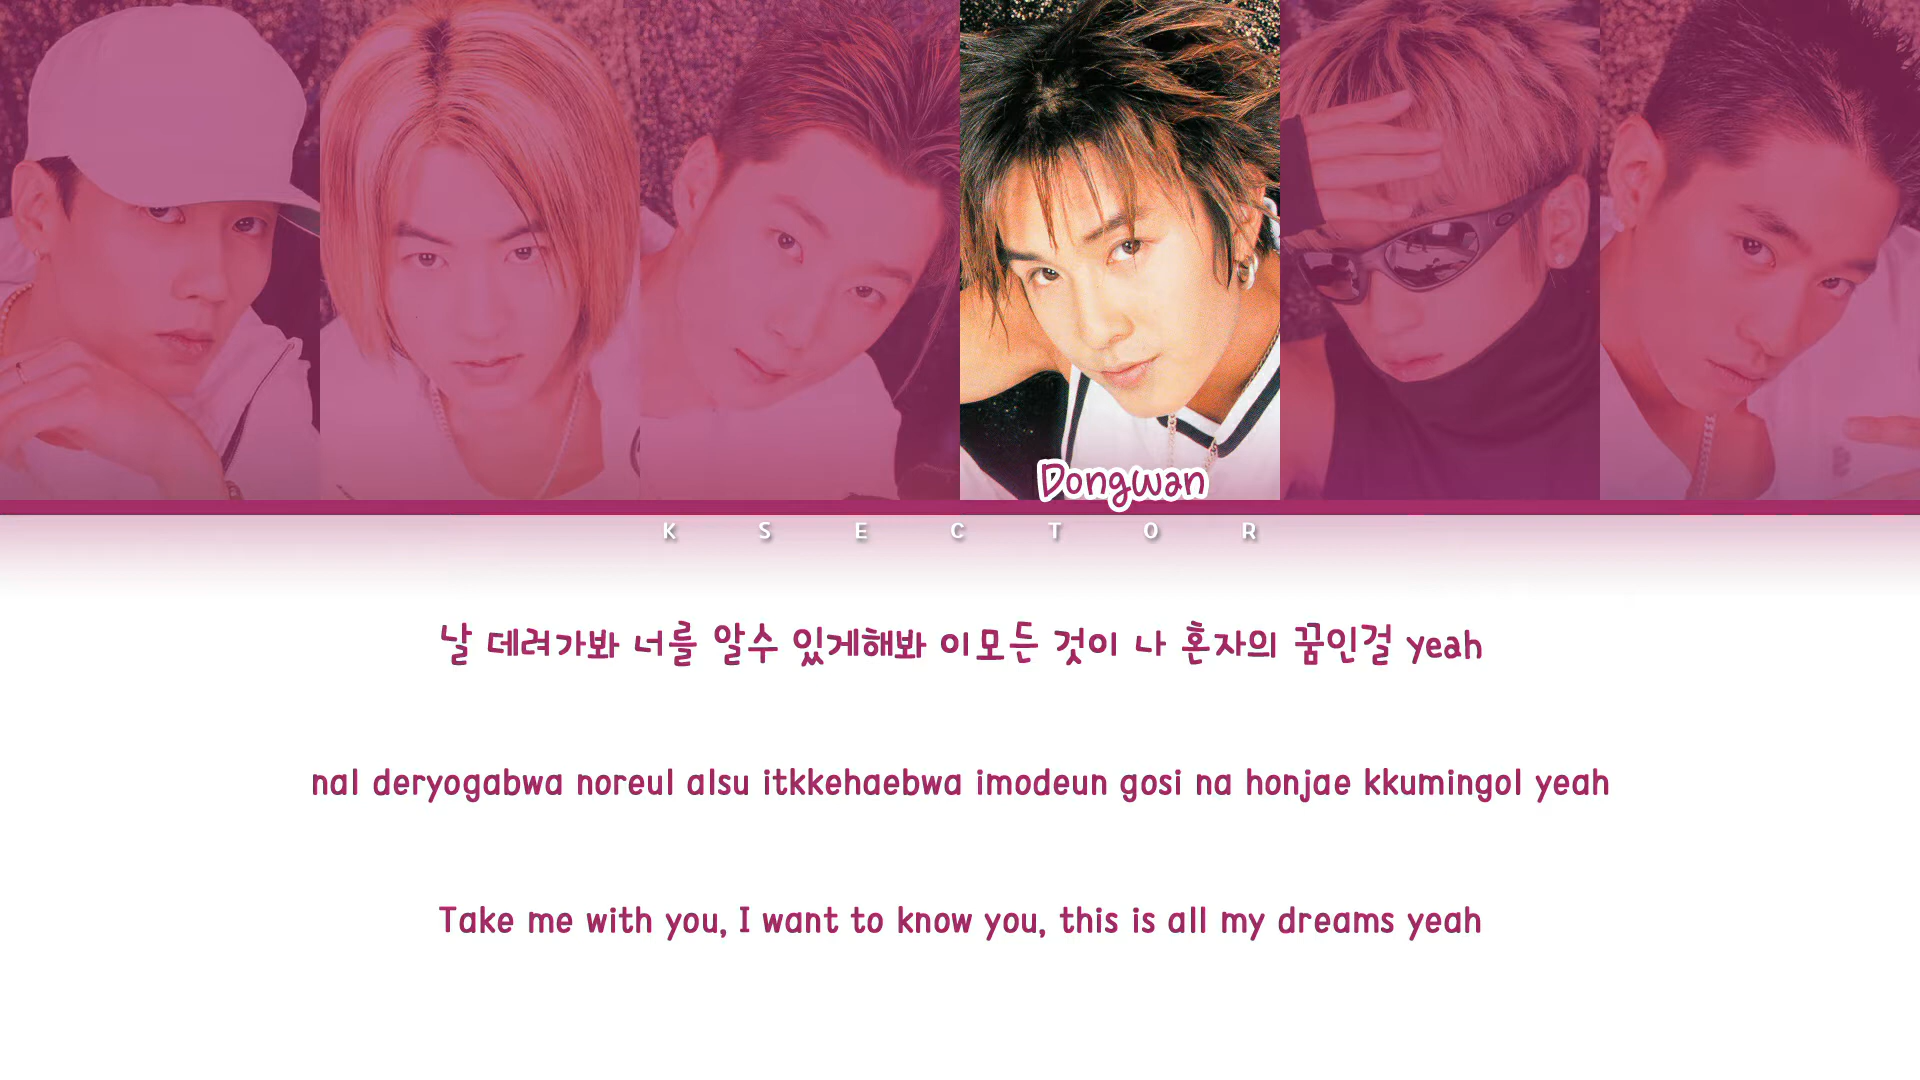 Dongwan
K S E C T O R
날 데려가봐 너를 알수 있게해봐 이모든 것이 나 혼자의 꿈인걸 yeah
nal deryogabwa noreul alsu itkkehaebwa imodeun gosi na honjae kkumingol yeah
Take me with you, I want to know you, this is all my dreams yeah